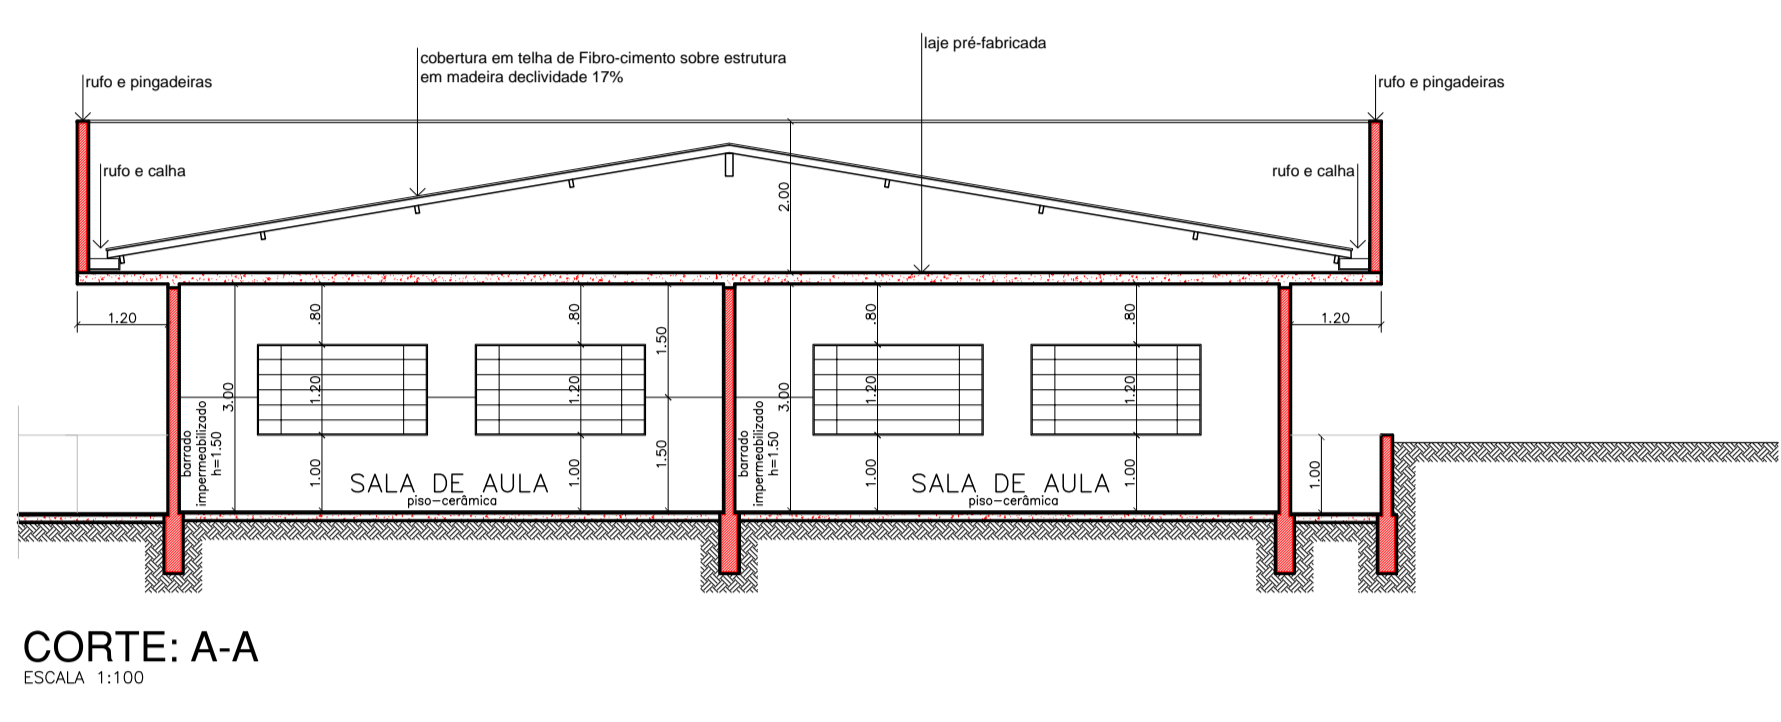 laje pré-fabricada
cobertura em telha de Fibro-cimento sobre estrutura
em madeira declividade 17%
rufo e pingadeiras
rufo e pingadeiras
rufo e calha
rufo e calha
2.00
1.20
1.20
.80
.80
1.50
.80
.80
3.00
1.20
1.20
3.00
1.20
1.20
barrado
impermeabilizado
h=1.50
1.00
1.00
1.50
barrado
impermeabilizado
h=1.50
1.00
1.00
1.00
SALA DE AULA
piso-cerâmica
SALA DE AULA
piso-cerâmica
CORTE: A-A
ESCALA 1:100